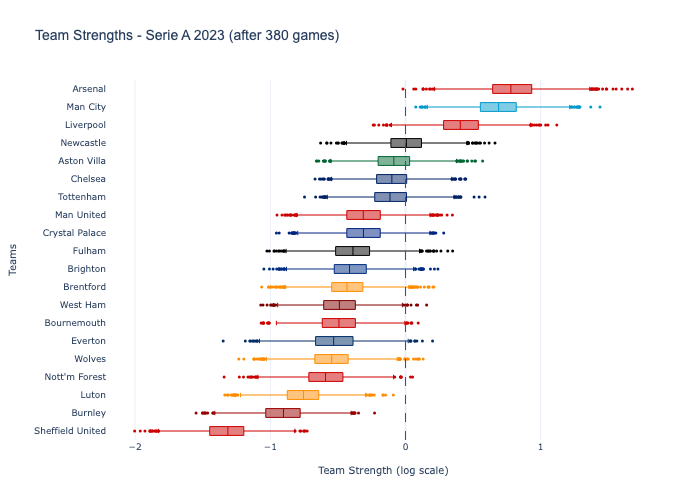 Team Strengths - Serie A 2023 (after 380 games)
Arsenal
Man City
Liverpool
Newcastle
Aston Villa
Chelsea
Tottenham
Man United
Crystal Palace
Fulham
Brighton
Brentford
West Ham
Bournemouth
Everton
Wolves
Nott'm Forest
Luton
Burnley
Sheffield United
Teams
−2 −1 0 1
Team Strength (log scale)